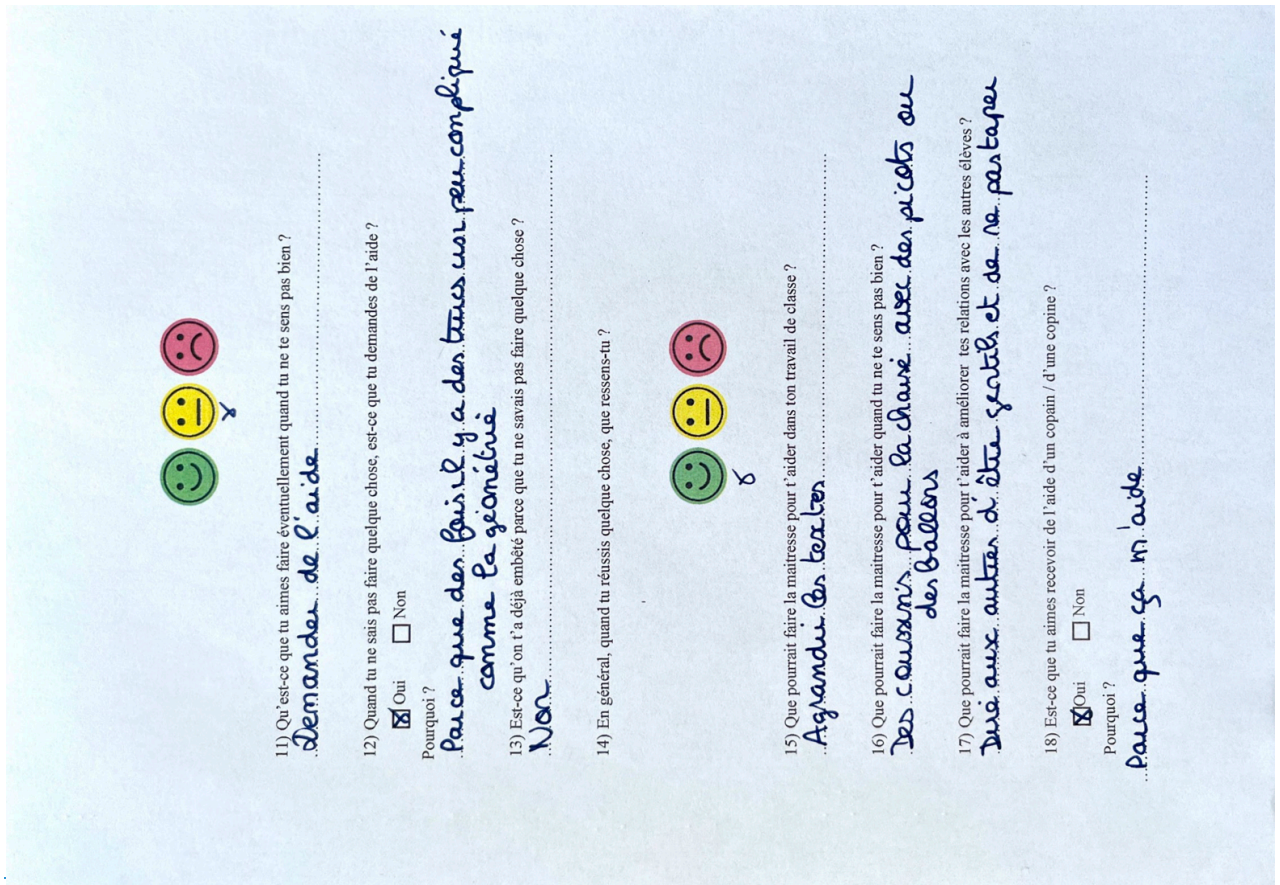 11) Qu'est-ce que tu aimes faire éventuellement quand tu ne te sens pas bien ?
Demander de l'aide
12) Quand tu ne sais pas faire quelque chose, est-ce que tu demandes de l'aide ?
☒ Oui ☐ Non
Pourquoi ?
Parce que des fois il y a des trucs un peu compliqué
comme la géométrie
13) Est-ce qu'on t'a déjà embêté parce que tu ne savais pas faire quelque chose ?
Non
14) En général, quand tu réussis quelque chose, que ressens-tu ?
15) Que pourrait faire la maitresse pour t'aider dans ton travail de classe ?
Agrandir les textes
16) Que pourrait faire la maitresse pour t'aider quand tu ne te sens pas bien ?
Des coussins pour la chaise avec des picots ou
des ballons
17) Que pourrait faire la maitresse pour t'aider à améliorer tes relations avec les autres élèves ?
Dire aux autres d'être gentils et de ne pas taper
18) Est-ce que tu aimes recevoir de l'aide d'un copain / d'une copine ?
☒ Oui ☐ Non
Pourquoi ?
Parce que ça m'aide